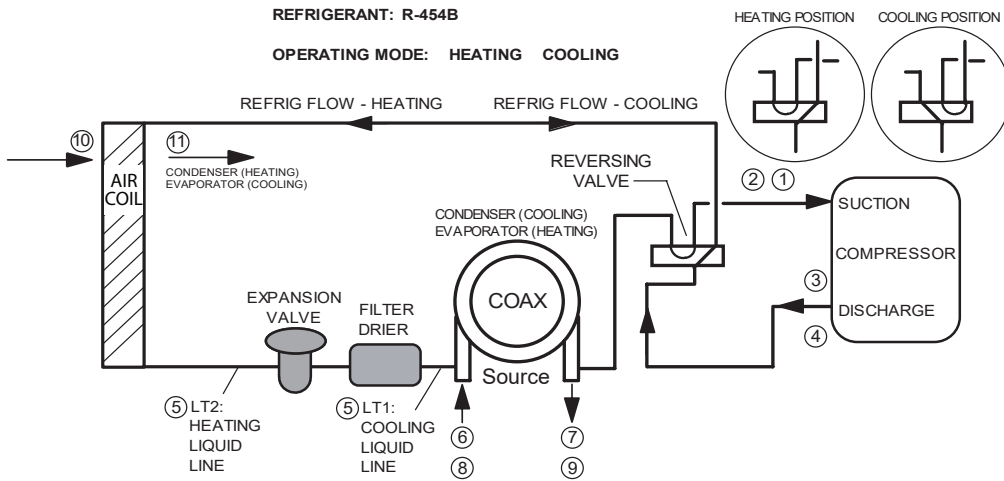 REFRIGERANT: R-454B
OPERATING MODE: HEATING COOLING
HEATING POSITION
COOLING POSITION
REFRIG FLOW - HEATING
REFRIG FLOW - COOLING
10
11
CONDENSER (HEATING)
EVAPORATOR (COOLING)
AIR
COIL
REVERSING
VALVE
2 1
SUCTION
COMPRESSOR
3
DISCHARGE
4
CONDENSER (COOLING)
EVAPORATOR (HEATING)
COAX
EXPANSION
VALVE
FILTER
DRIER
Source
5 LT2:
HEATING
LIQUID
LINE
5 LT1:
COOLING
LIQUID
LINE
6
8
7
9